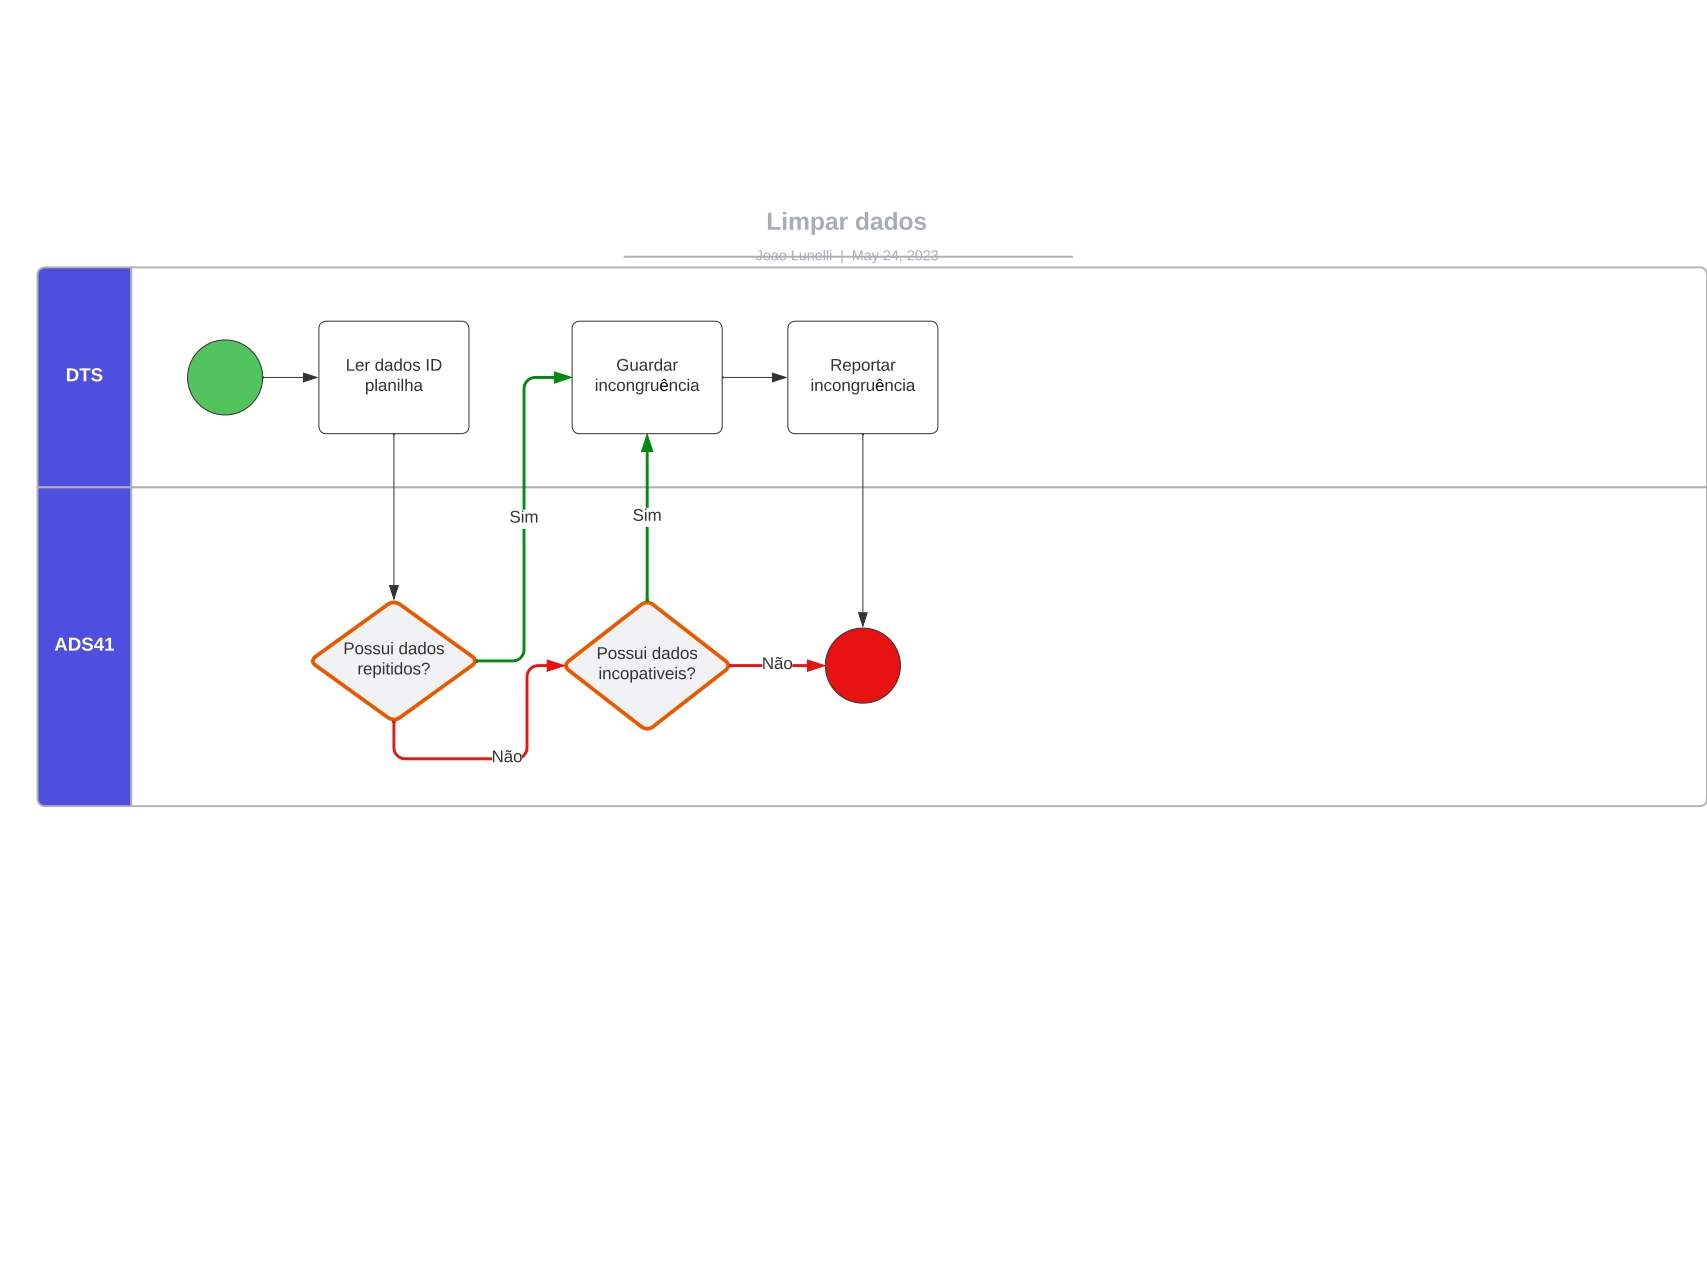 Limpar dados
Joao Lunelli | May 24, 2023
DTS
Ler dados ID
planilha
Guardar
incongruência
Reportar
incongruência
Sim
Sim
ADS41
Possui dados
repitidos?
Possui dados
incopativeis?
Não
Não